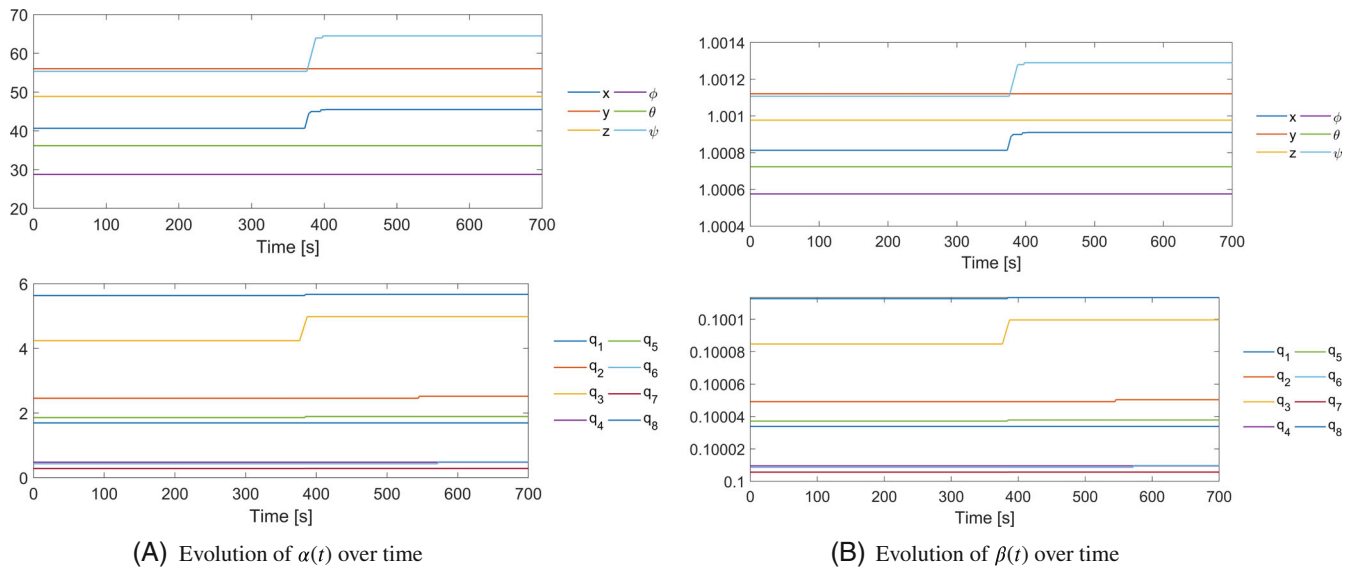 70
60
50
40
30
20
0 100 200 300 400 500 600 700
Time [s]
x ϕ
y θ
z ψ
6
4
2
0
0 100 200 300 400 500 600 700
Time [s]
q1 q5
q2 q6
q3 q7
q4 q8
(A) Evolution of α(t) over time
1.0014
1.0012
1.001
1.0008
1.0006
1.0004
0 100 200 300 400 500 600 700
Time [s]
x ϕ
y θ
z ψ
0.1001
0.10008
0.10006
0.10004
0.10002
0.1
0 100 200 300 400 500 600 700
Time [s]
q1 q5
q2 q6
q3 q7
q4 q8
(B) Evolution of β(t) over time